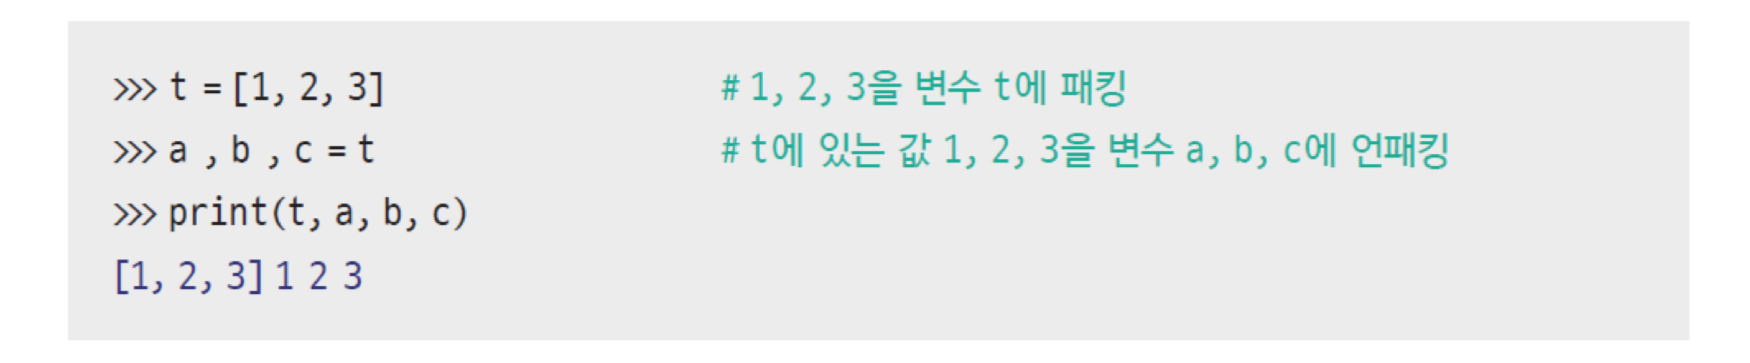 >>> t = [1, 2, 3] # 1, 2, 3을 변수 t에 패킹
>>> a , b , c = t # t에 있는 값 1, 2, 3을 변수 a, b, c에 언패킹
>>> print(t, a, b, c)
[1, 2, 3] 1 2 3